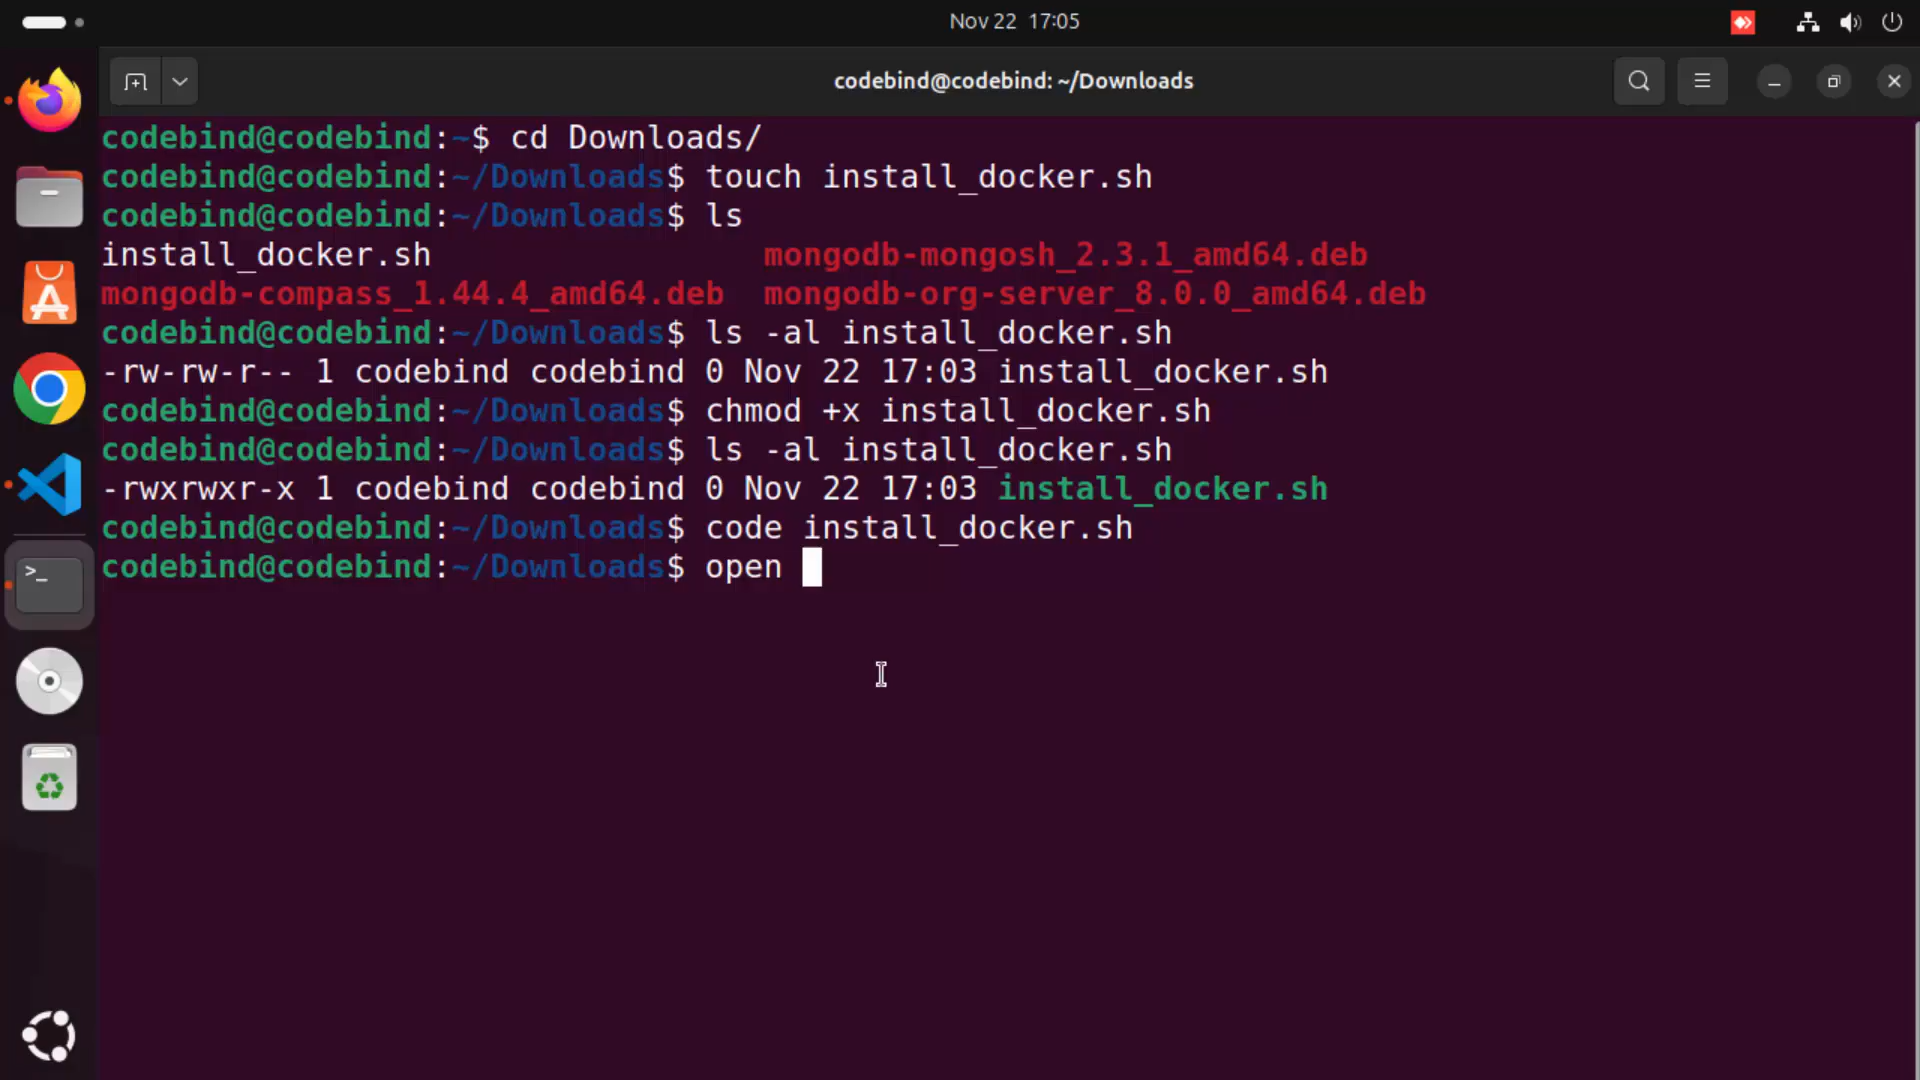 Nov 22 17:05
codebind@codebind: ~/Downloads
codebind@codebind:~$ cd Downloads/
codebind@codebind:~/Downloads$ touch install_docker.sh
codebind@codebind:~/Downloads$ ls
install_docker.sh mongodb-mongosh_2.3.1_amd64.deb
mongodb-compass_1.44.4_amd64.deb mongodb-org-server_8.0.0_amd64.deb
codebind@codebind:~/Downloads$ ls -al install_docker.sh
-rw-rw-r-- 1 codebind codebind 0 Nov 22 17:03 install_docker.sh
codebind@codebind:~/Downloads$ chmod +x install_docker.sh
codebind@codebind:~/Downloads$ ls -al install_docker.sh
-rwxrwxr-x 1 codebind codebind 0 Nov 22 17:03 install_docker.sh
codebind@codebind:~/Downloads$ code install_docker.sh
codebind@codebind:~/Downloads$ open